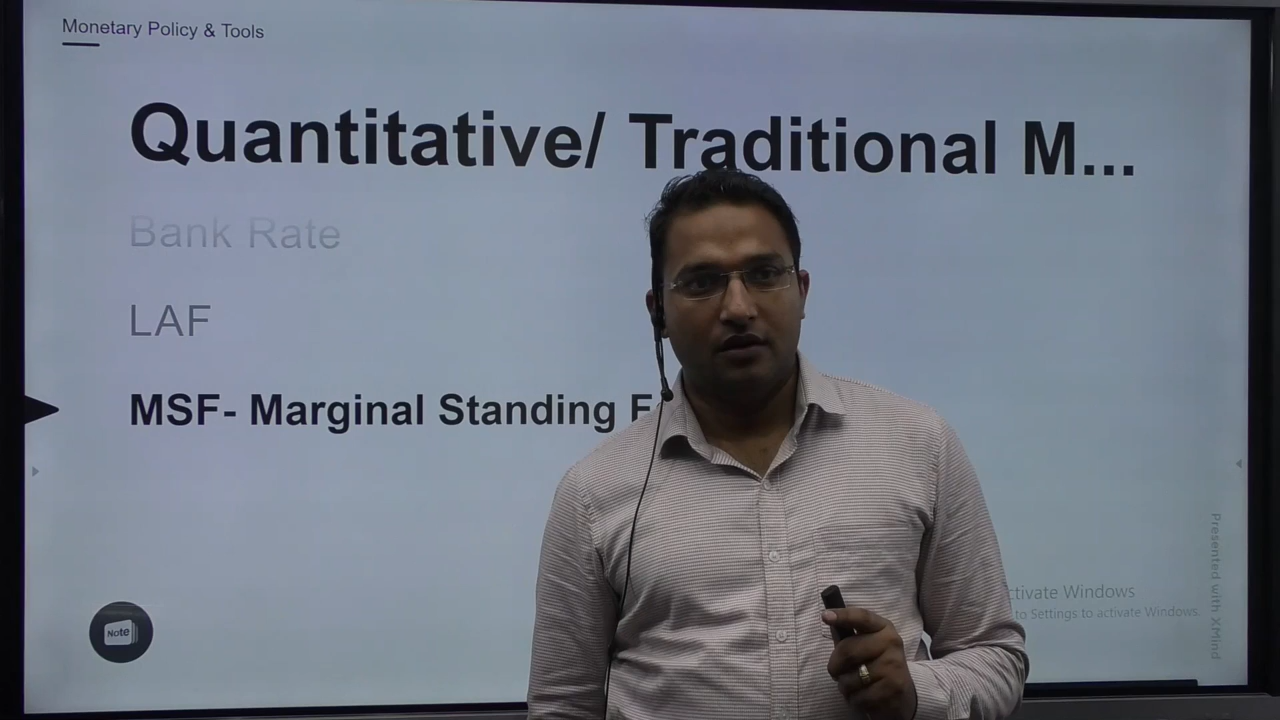 Monetary Policy & Tools
Quantitative/ Traditional M...
Bank Rate
LAF
MSF- Marginal Standing
Note
ctivate Windows
to Settings to activate Windows.
Presented with XMind